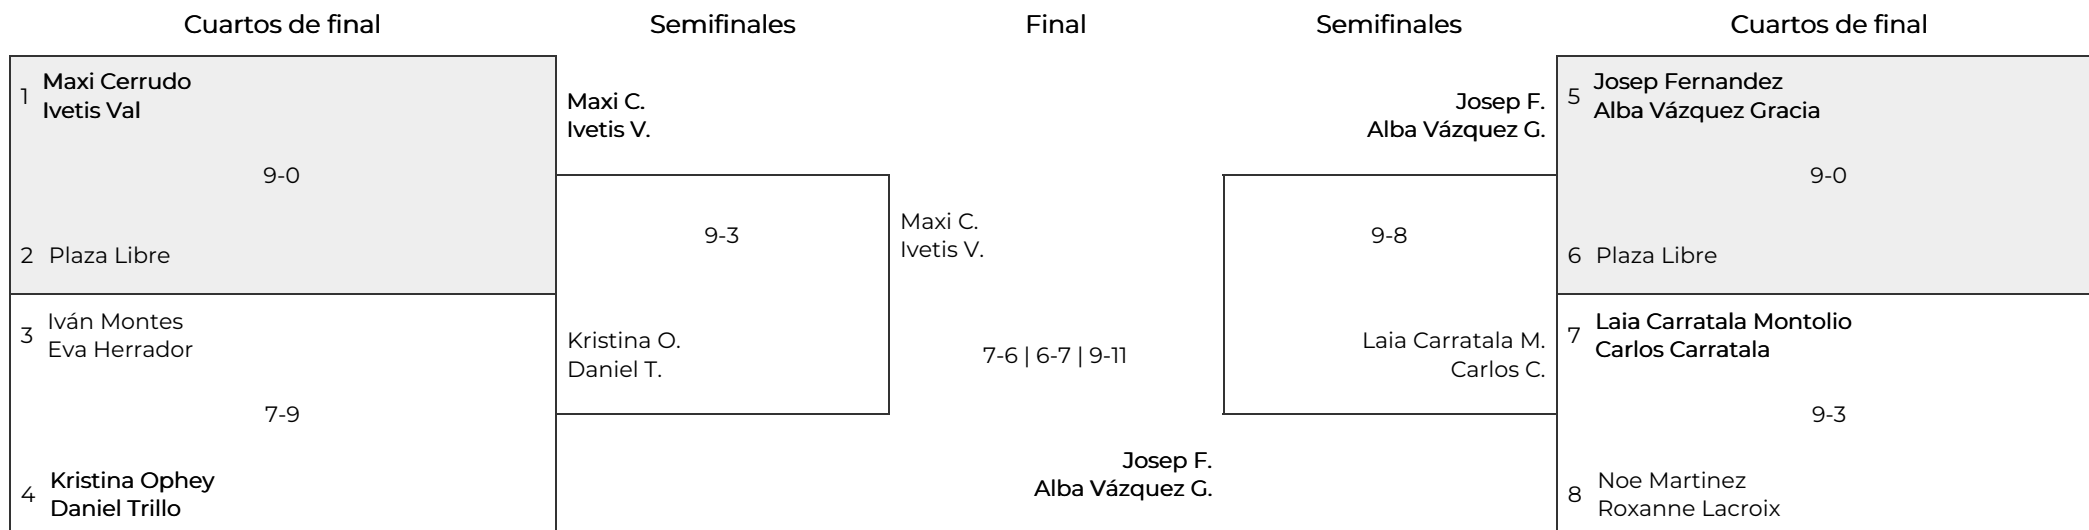 Cuartos de final
Semifinales
Final
Semifinales
Cuartos de final
1
Maxi Cerrudo
Ivetis Val
9-0
2 Plaza Libre
3
Iván Montes
Eva Herrador
7-9
4
Kristina Ophey
Daniel Trillo
Maxi C.
Ivetis V.
9-3
Kristina O.
Daniel T.
Maxi C.
Ivetis V.
7-6 | 6-7 | 9-11
Josep F.
Alba Vázquez G.
Josep F.
Alba Vázquez G.
9-8
Laia Carratala M.
Carlos C.
5
Josep Fernandez
Alba Vázquez Gracia
9-0
6 Plaza Libre
7
Laia Carratala Montolio
Carlos Carratala
9-3
8
Noe Martinez
Roxanne Lacroix